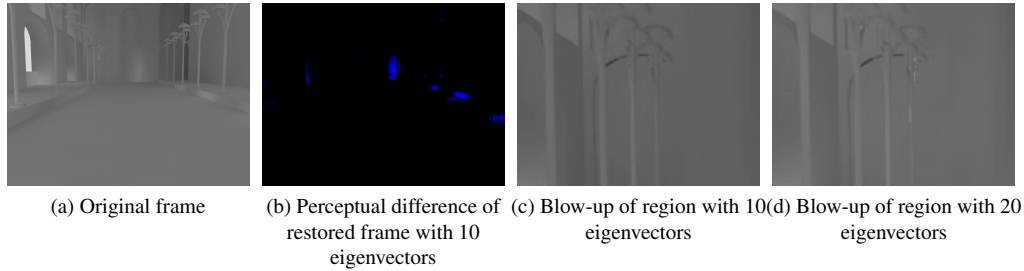 (a) Original frame
(b) Perceptual difference of
restored frame with 10
eigenvectors
(c) Blow-up of region with 10
eigenvectors
(d) Blow-up of region with 20
eigenvectors